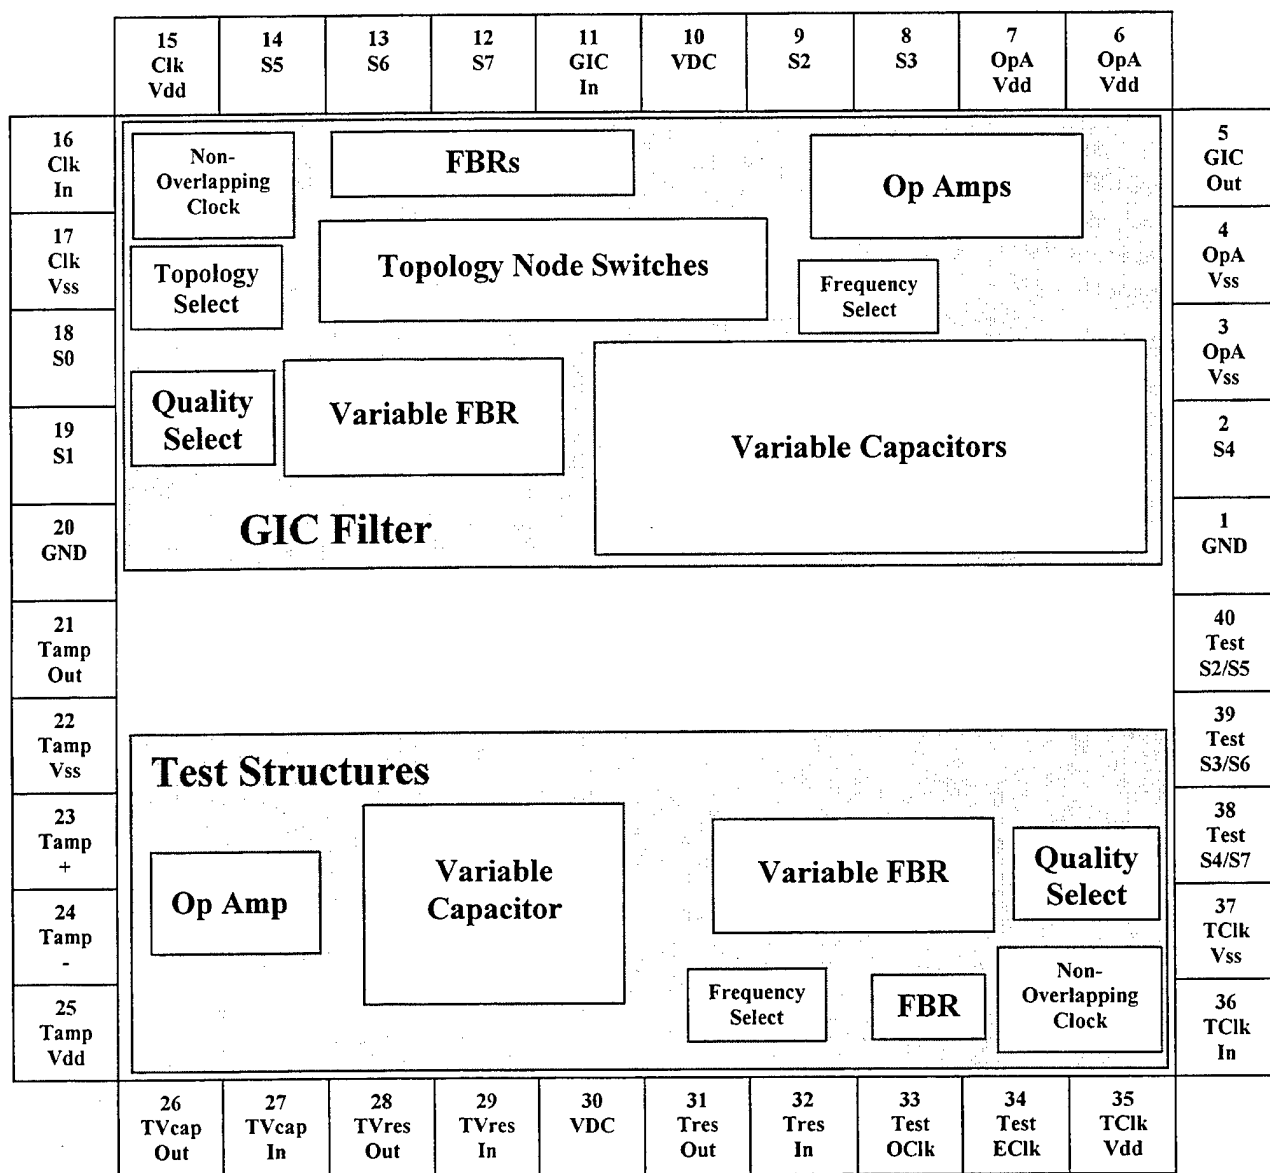 15
Clk
Vdd
14
S5
13
S6
12
S7
11
GIC
In
10
VDC
9
S2
8
S3
7
OpA
Vdd
6
OpA
Vdd
16
Clk
In
17
Clk
Vss
18
S0
19
S1
20
GND
21
Tamp
Out
22
Tamp
Vss
23
Tamp
+
24
Tamp
-
25
Tamp
Vdd
Non-
Overlapping
Clock
FBRs
Op Amps
Topology
Select
Topology Node Switches
Frequency
Select
Quality
Select
Variable FBR
Variable Capacitors
GIC Filter
Test Structures
Op Amp
Variable
Capacitor
Variable FBR
Quality
Select
Frequency
Select
FBR
Non-
Overlapping
Clock
5
GIC
Out
4
OpA
Vss
3
OpA
Vss
2
S4
1
GND
40
Test
S2/S5
39
Test
S3/S6
38
Test
S4/S7
37
TClk
Vss
36
TClk
In
26
TVcap
Out
27
TVcap
In
28
TVres
Out
29
TVres
In
30
VDC
31
Tres
Out
32
Tres
In
33
Test
OClk
34
Test
EClk
35
TClk
Vdd